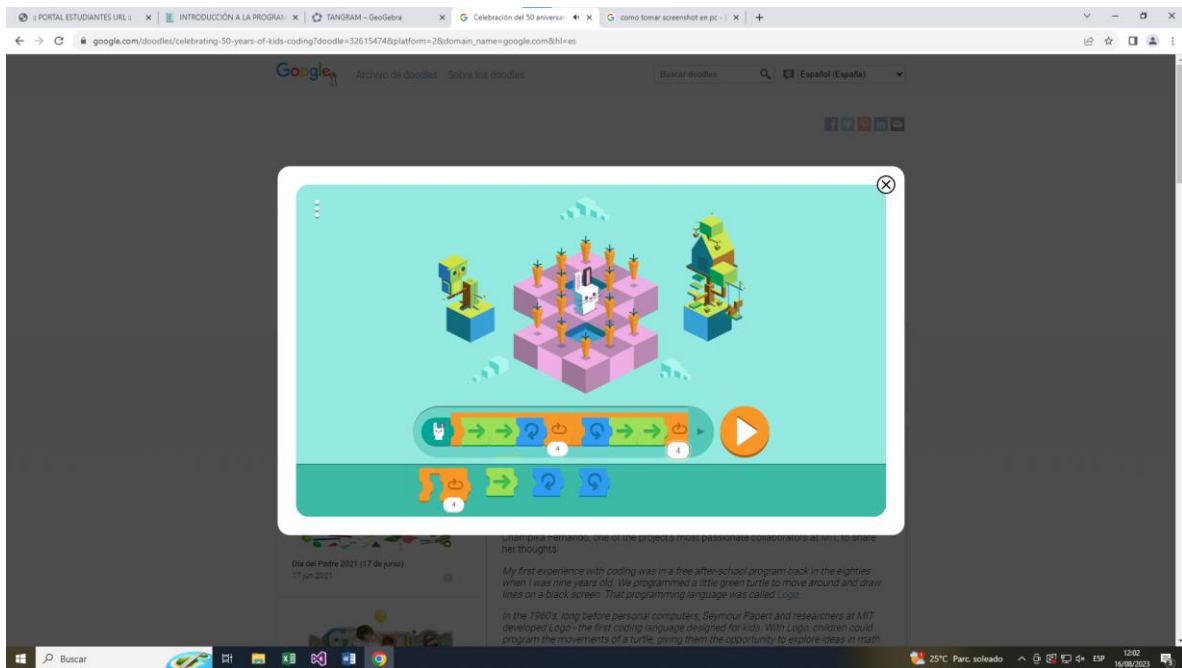 :: PORTAL ESTUDIANTES URL ::
INTRODUCCIÓN A LA PROGRAM
TANGRAM – GeoGebra
Celebración del 50 aniversar
como tomar screenshot en pc - 
google.com/doodles/celebrating-50-years-of-kids-coding?doodle=32615474&platform=2&domain_name=google.com&hl=es
Google
Archivo de doodles
Sobre los doodles
Buscar doodles
Español (España)
4
4
4
Champika Fernando, one of the project's most passionate collaborators at MIT, to share
her thoughts:
Día del Padre 2021 (17 de junio)
17 jun 2021
My first experience with coding was in a free after-school program back in the eighties
when I was nine years old. We programmed a little green turtle to move around and draw
lines on a black screen. That programming language was called Logo.
In the 1960's, long before personal computers, Seymour Papert and researchers at MIT
developed Logo - the first coding language designed for kids. With Logo, children could
program the movements of a turtle, giving them the opportunity to explore ideas in math
Buscar
25°C Parc. soleado
ESP
12:02
16/08/2023